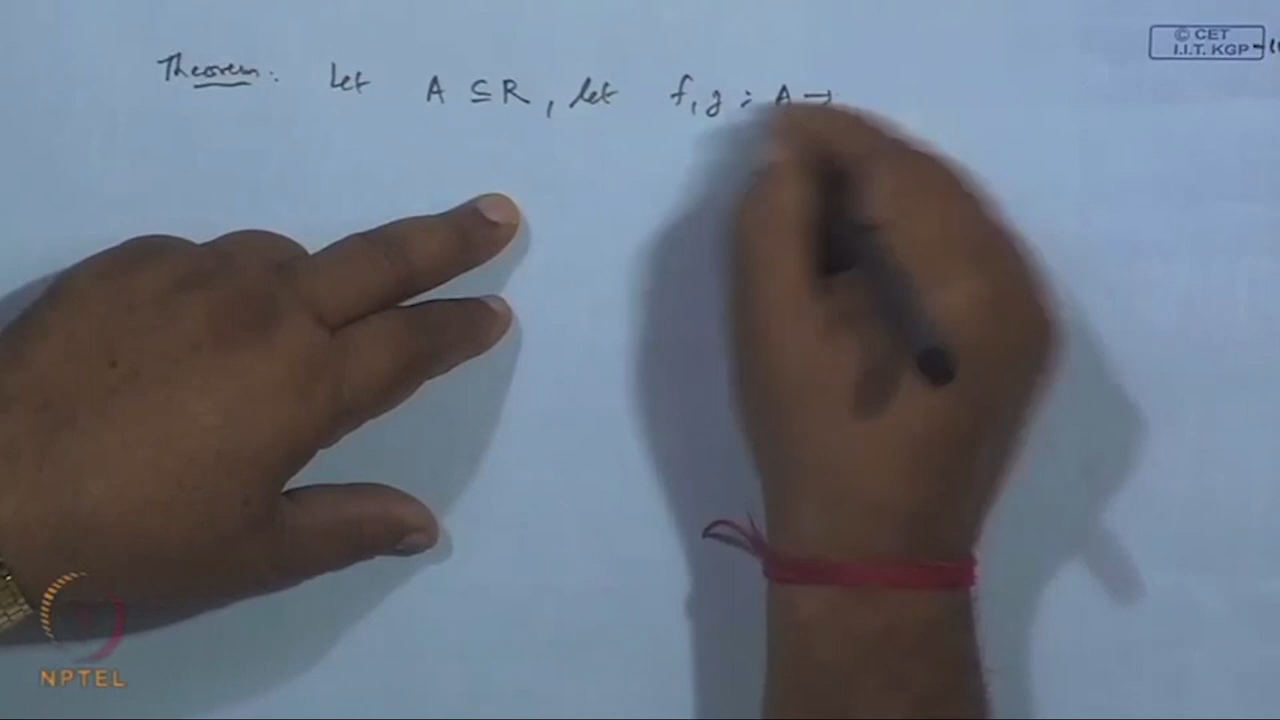 © CET
I.I.T. KGP
Theorem: Let A ⊆ R, let f, g : A →
NPTEL